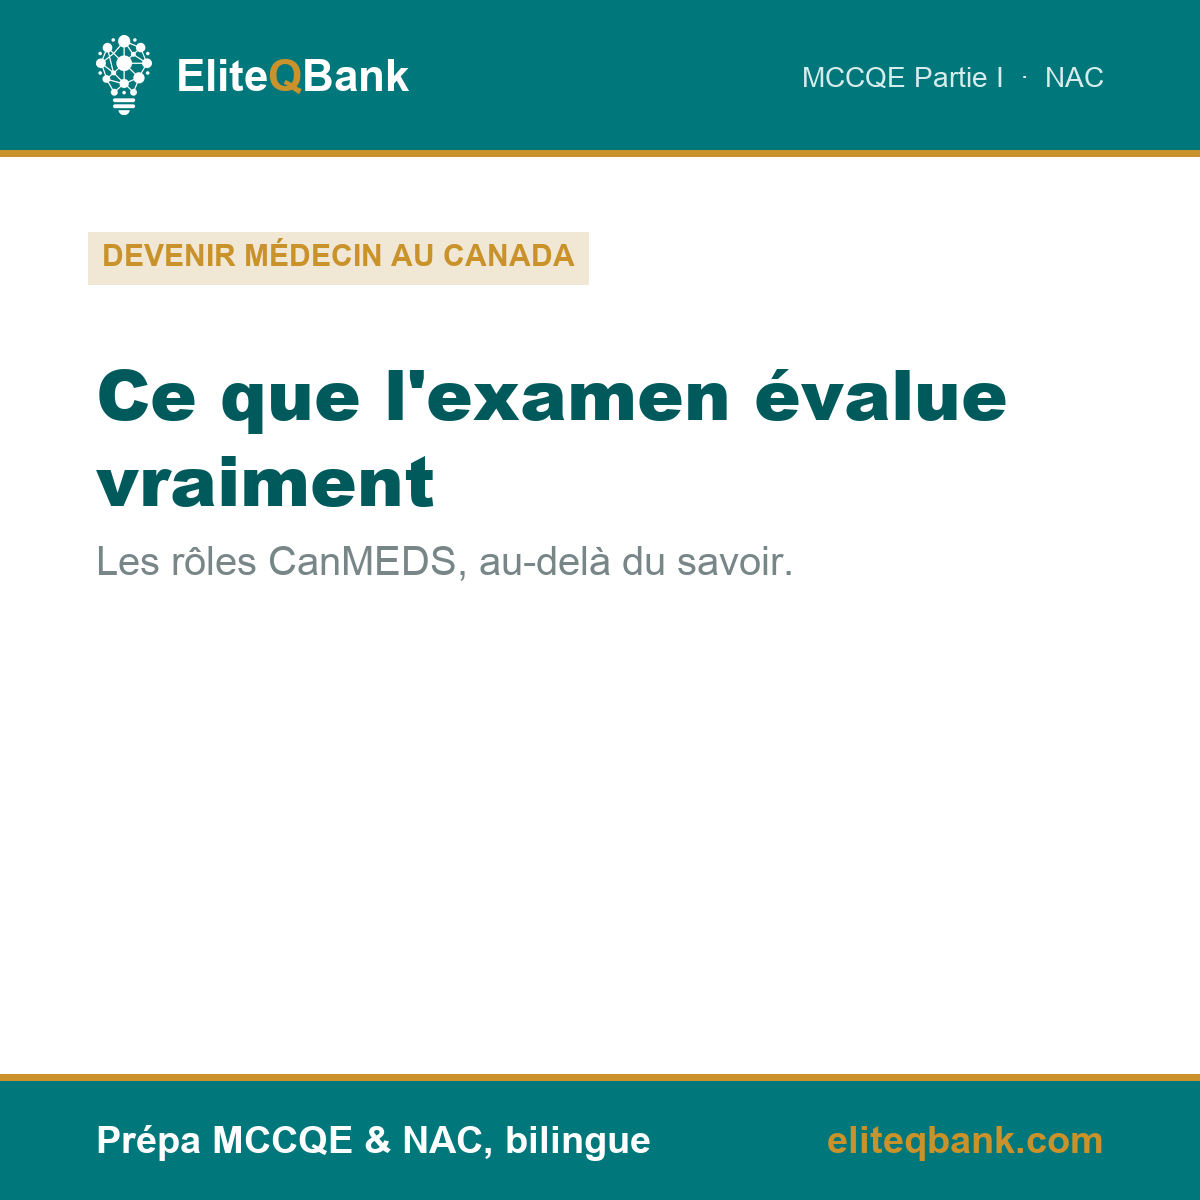 EliteQBank
MCCQE Partie I · NAC
DEVENIR MÉDECIN AU CANADA
Ce que l'examen évalue
vraiment
Les rôles CanMEDS, au-delà du savoir.
Prépa MCCQE & NAC, bilingue
eliteqbank.com